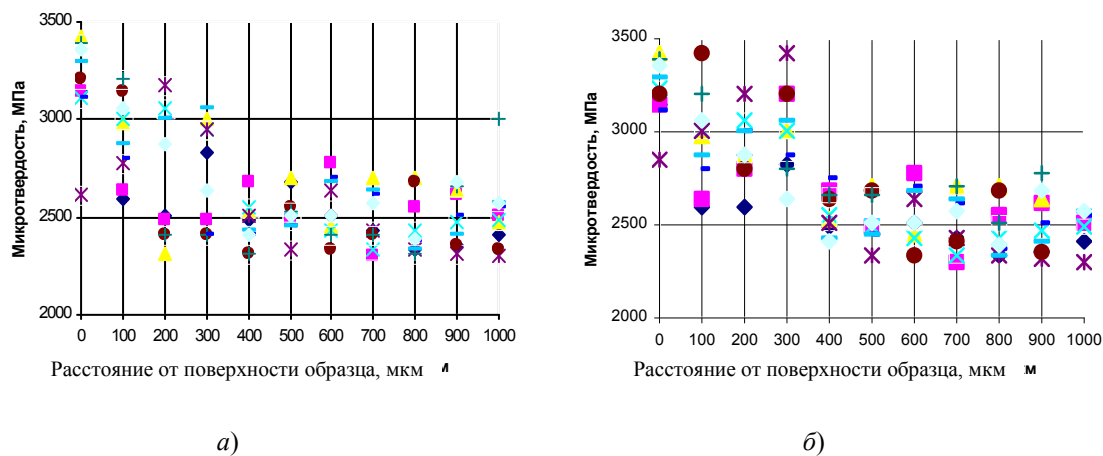 3500
3000
2500
2000
Микротвердость, МПа
0 100 200 300 400 500 600 700 800 900 1000
Расстояние от поверхности образца, мкм
а)
3500
3000
2500
2000
Микротвердость, МПа
0 100 200 300 400 500 600 700 800 900 1000
Расстояние от поверхности образца, мкм м
б)